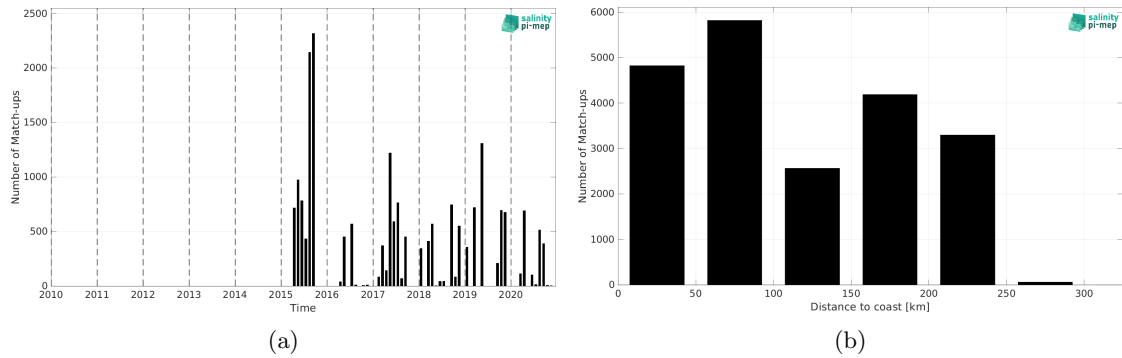 2500
2000
1500
1000
500
0
Number of Match-ups
2010 2011 2012 2013 2014 2015 2016 2017 2018 2019 2020
Time
salinity
pi-mep
(a)
6000
5000
4000
3000
2000
1000
0
Number of Match-ups
0 50 100 150 200 250 300
Distance to coast [km]
salinity
pi-mep
(b)